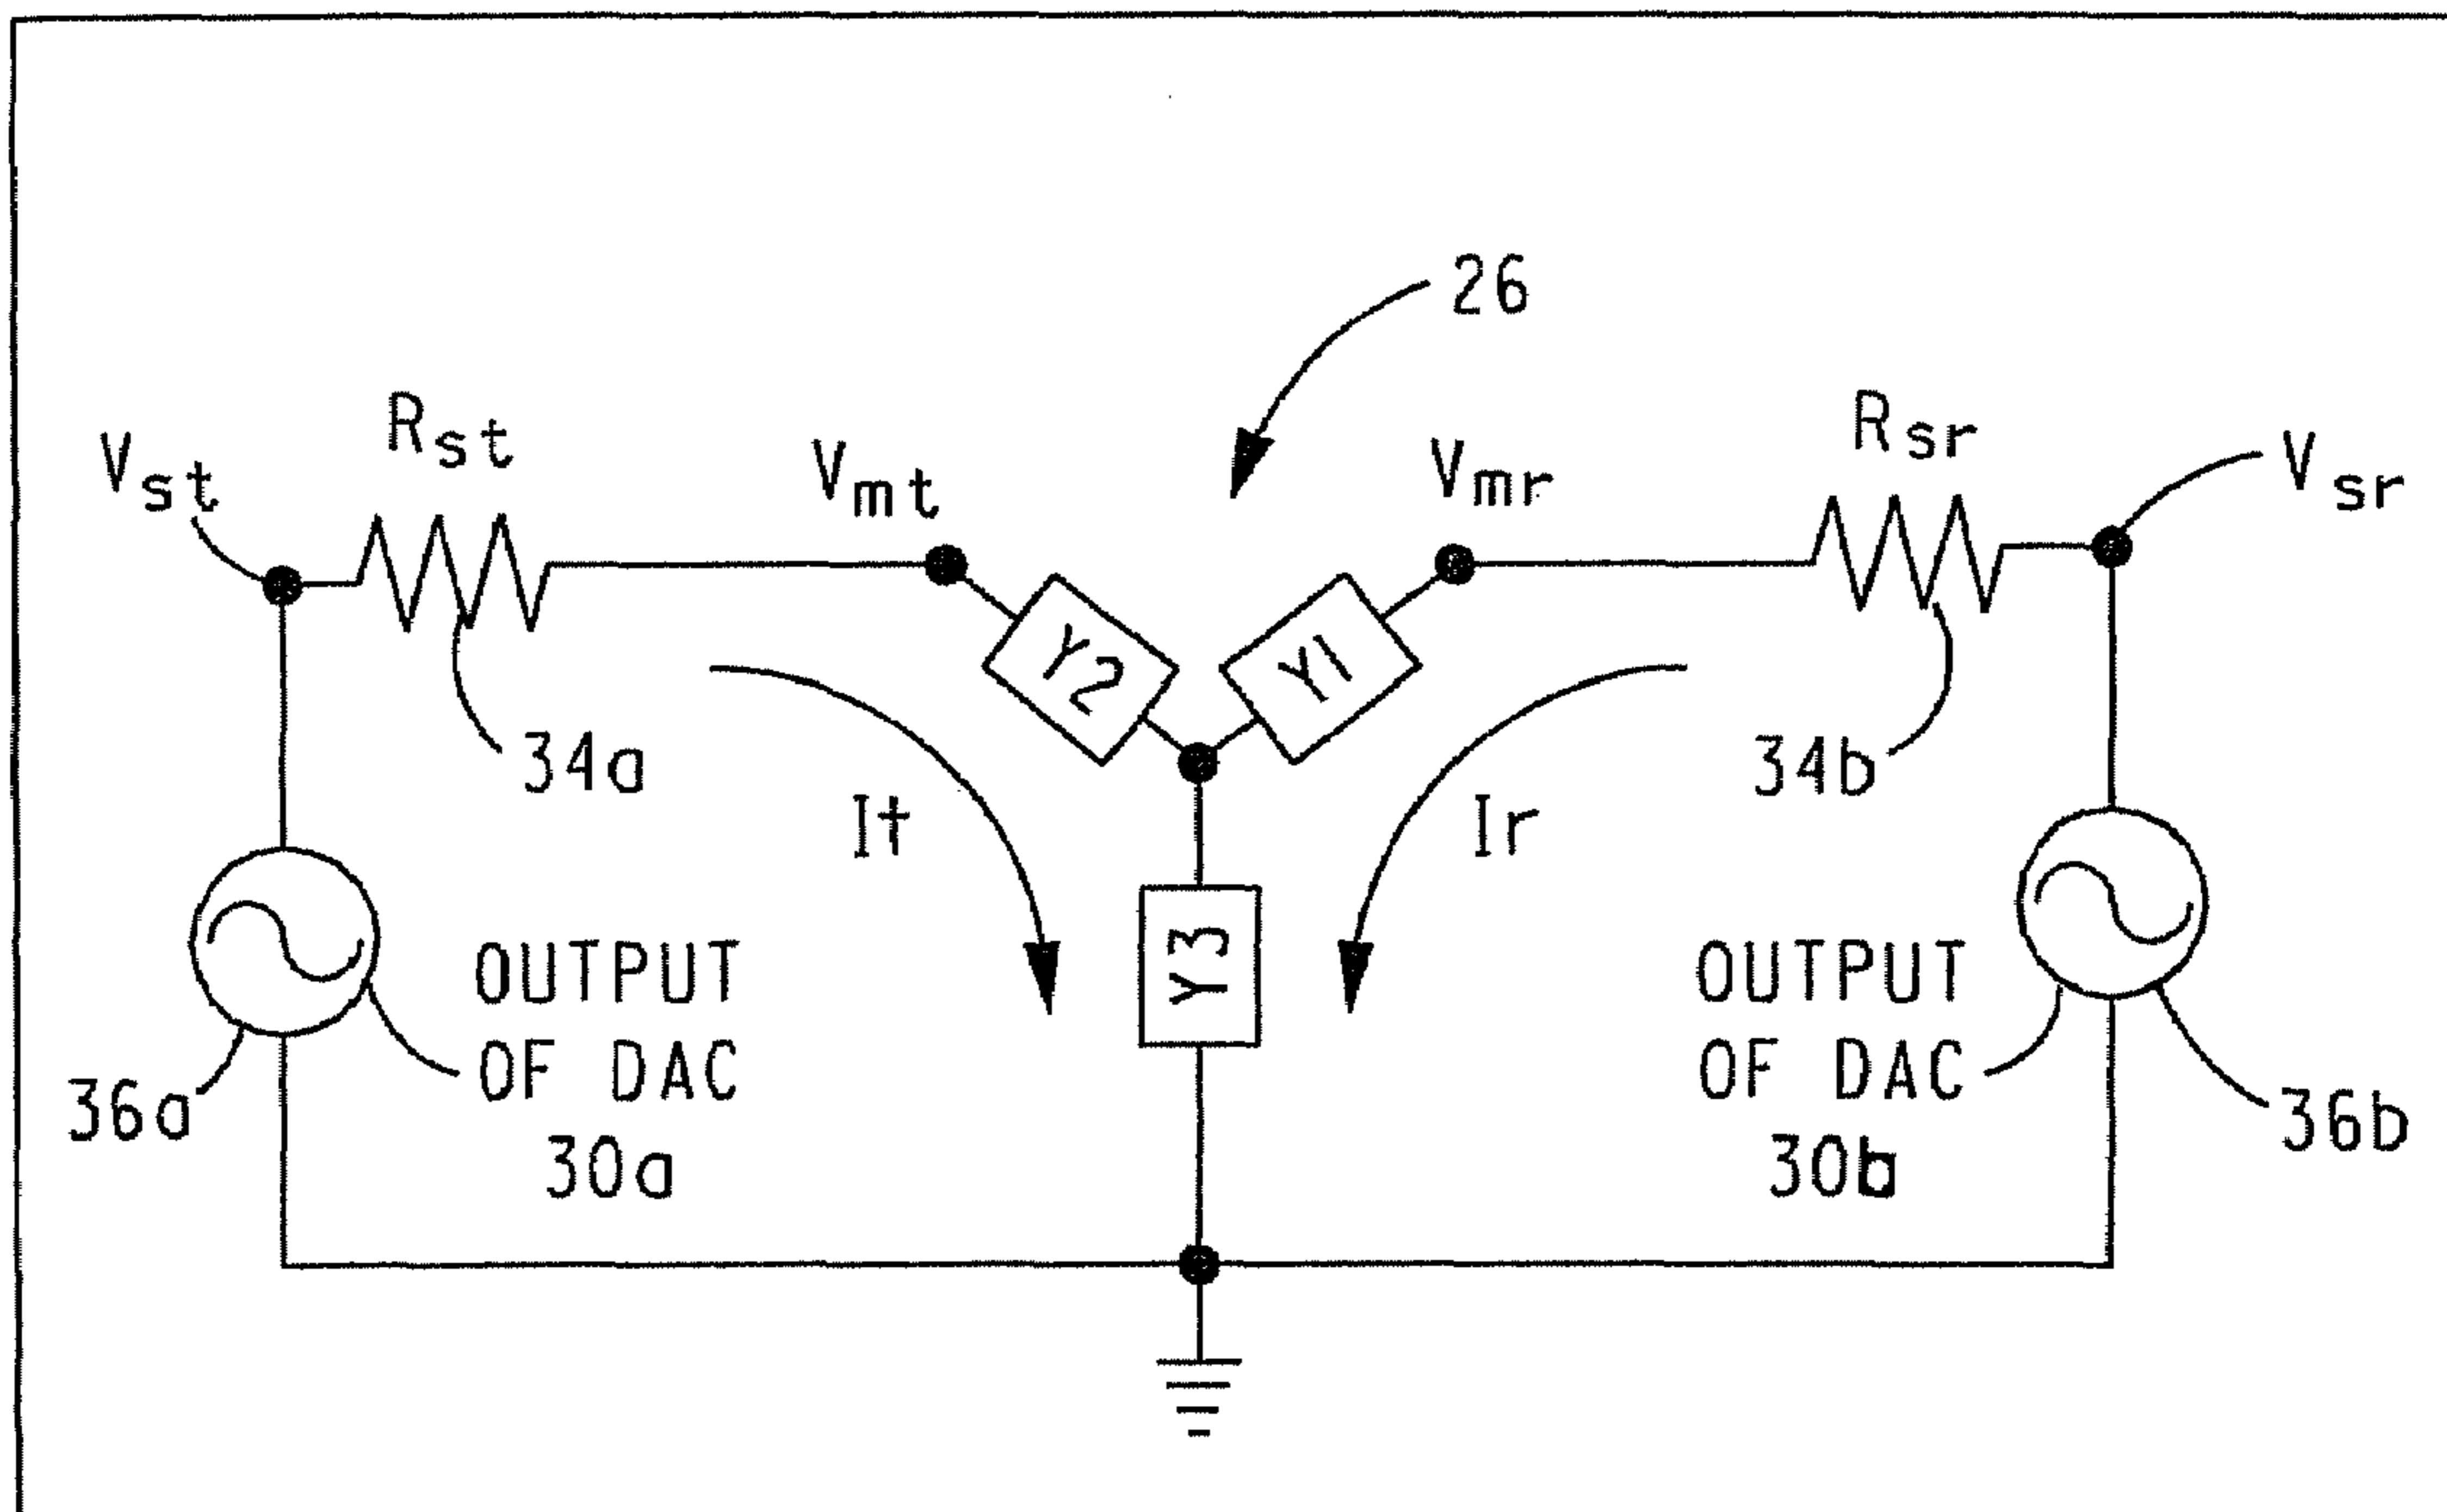 26
Rst
Rsr
Vst
Vmt
Vmr
Vsr
Y2
Y1
34a
34b
It
Ir
Y3
OUTPUT
OF DAC
30a
OUTPUT
OF DAC
30b
36a
36b